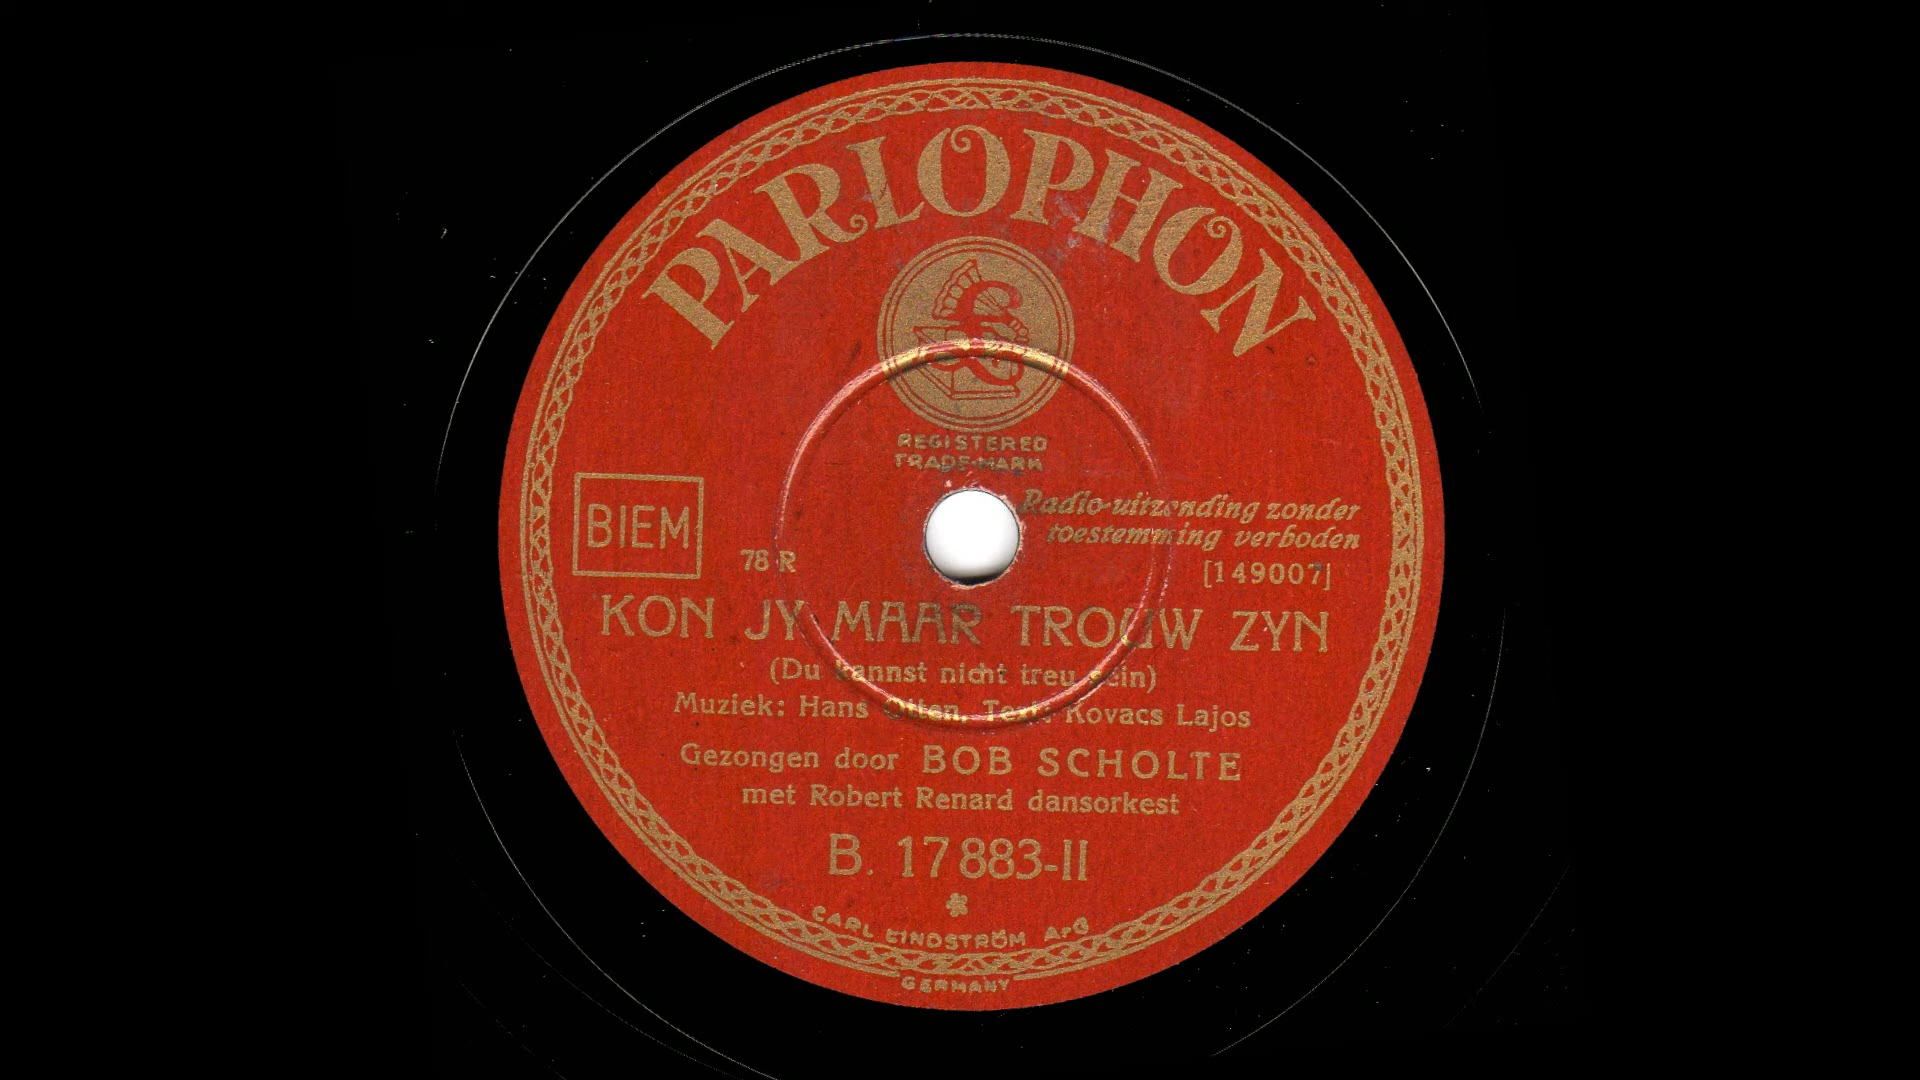 PARLOPHON
REGISTERED
TRADE-MARK
BIEM
Radio-uitzending zonder
toestemming verboden
78 R
[149007]
KON JY MAAR TROUW ZYN
(Du kannst nicht treu sein)
Muziek: Hans Otten, Text: Kovacs Lajos
Gezongen door BOB SCHOLTE
met Robert Renard dansorkest
B. 17883-II
CARL LINDSTRÖM A.G
GERMANY